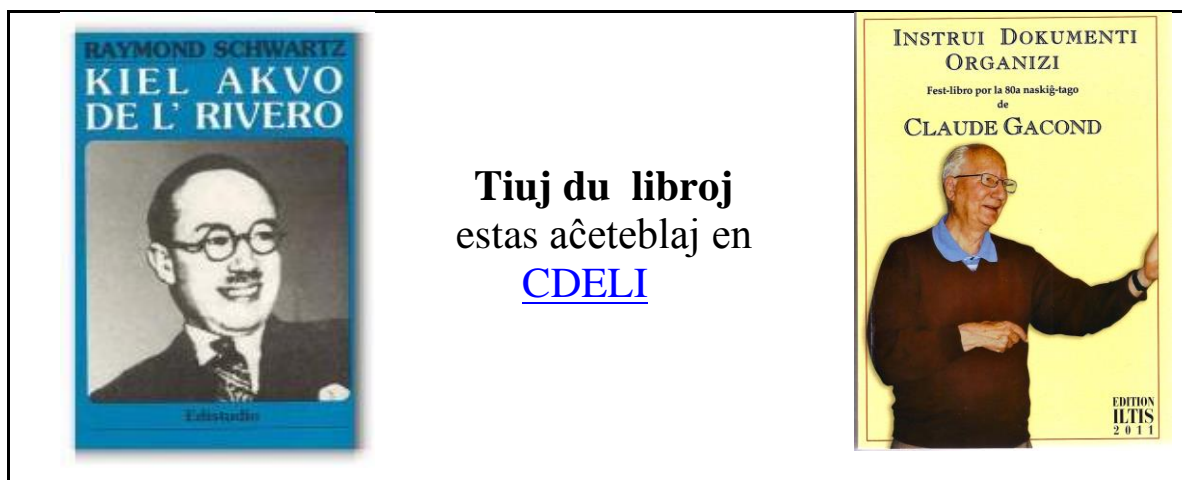 RAYMOND SCHWARTZ
KIEL AKVO
DE L' RIVERO
Edistudio
Tiuj du libroj
estas aĉeteblaj en
CDELI
INSTRUI DOKUMENTI
ORGANIZI
Fest-libro por la 80a naskiĝ-tago
de
CLAUDE GACOND
EDITION
ILTIS
2011